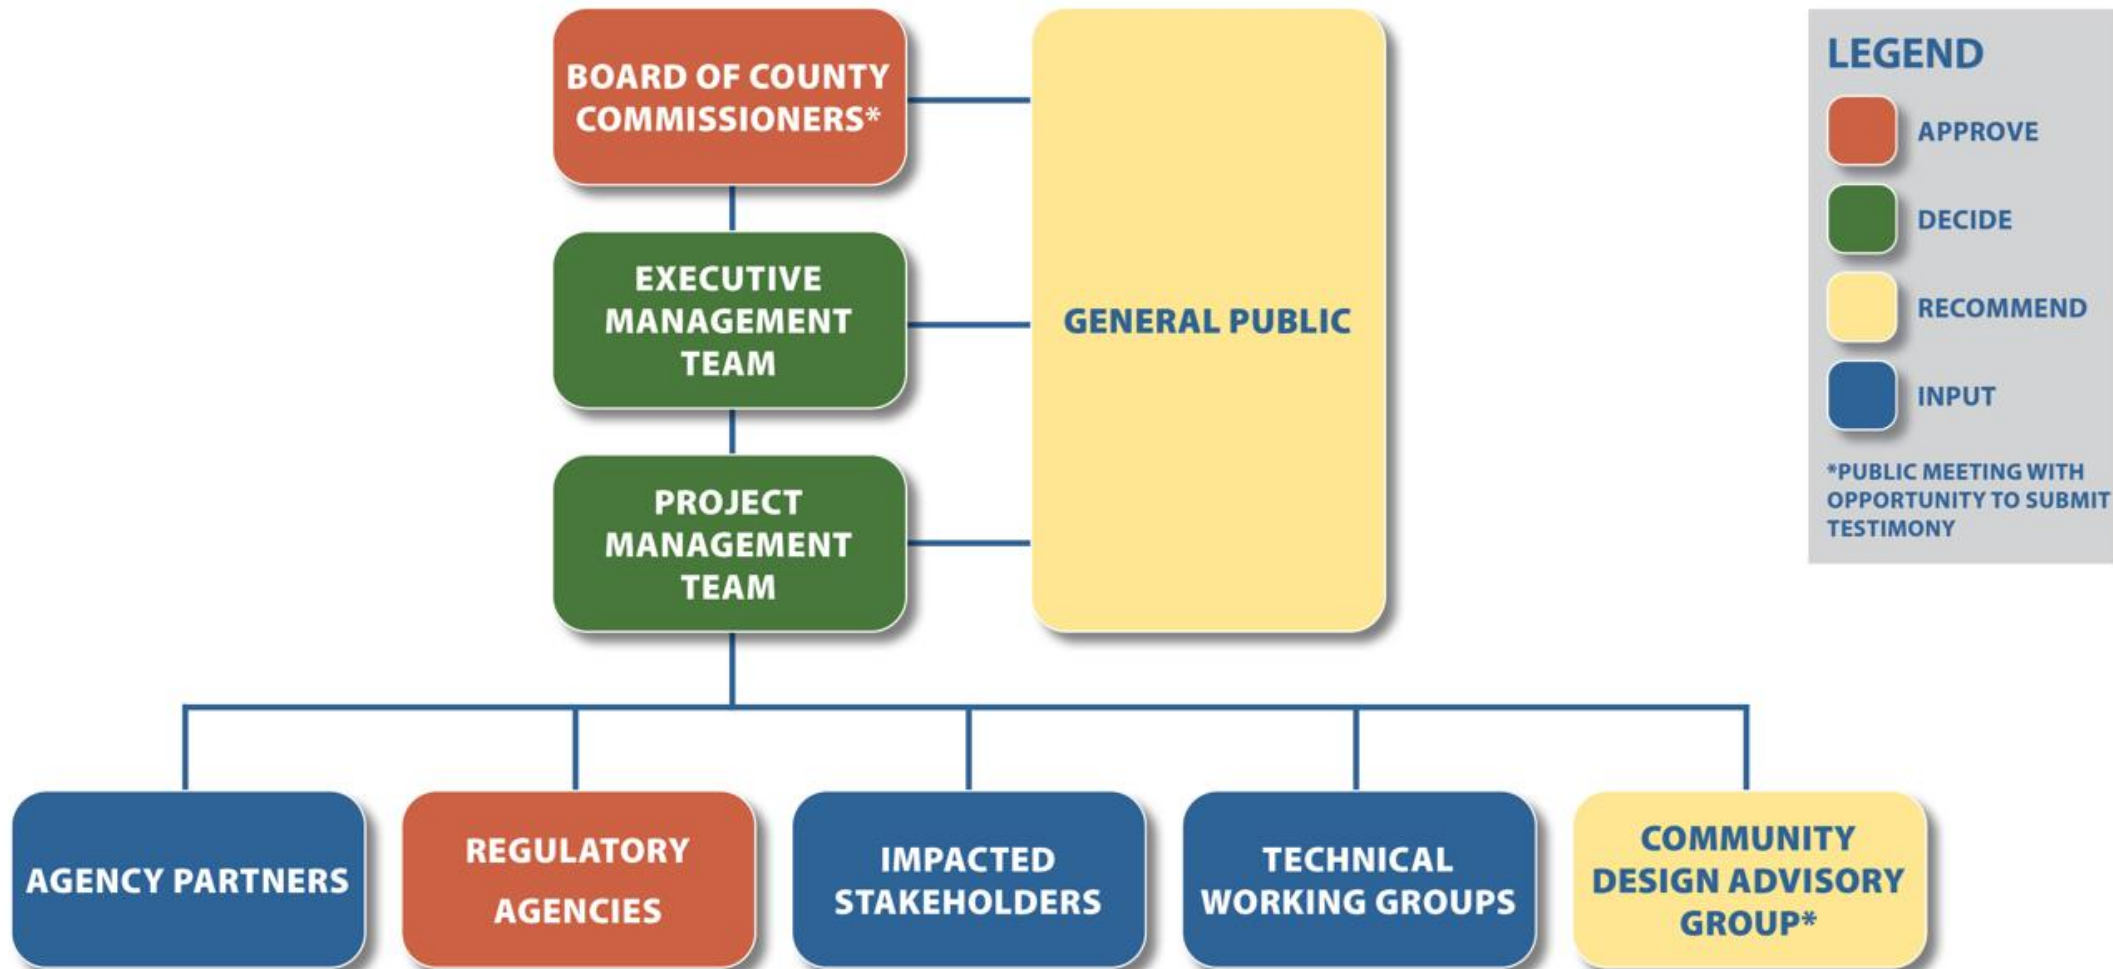 BOARD OF COUNTY
COMMISSIONERS*
EXECUTIVE
MANAGEMENT
TEAM
PROJECT
MANAGEMENT
TEAM
GENERAL PUBLIC
AGENCY PARTNERS
REGULATORY
AGENCIES
IMPACTED
STAKEHOLDERS
TECHNICAL
WORKING GROUPS
COMMUNITY
DESIGN ADVISORY
GROUP*
LEGEND
APPROVE
DECIDE
RECOMMEND
INPUT
*PUBLIC MEETING WITH
OPPORTUNITY TO SUBMIT
TESTIMONY